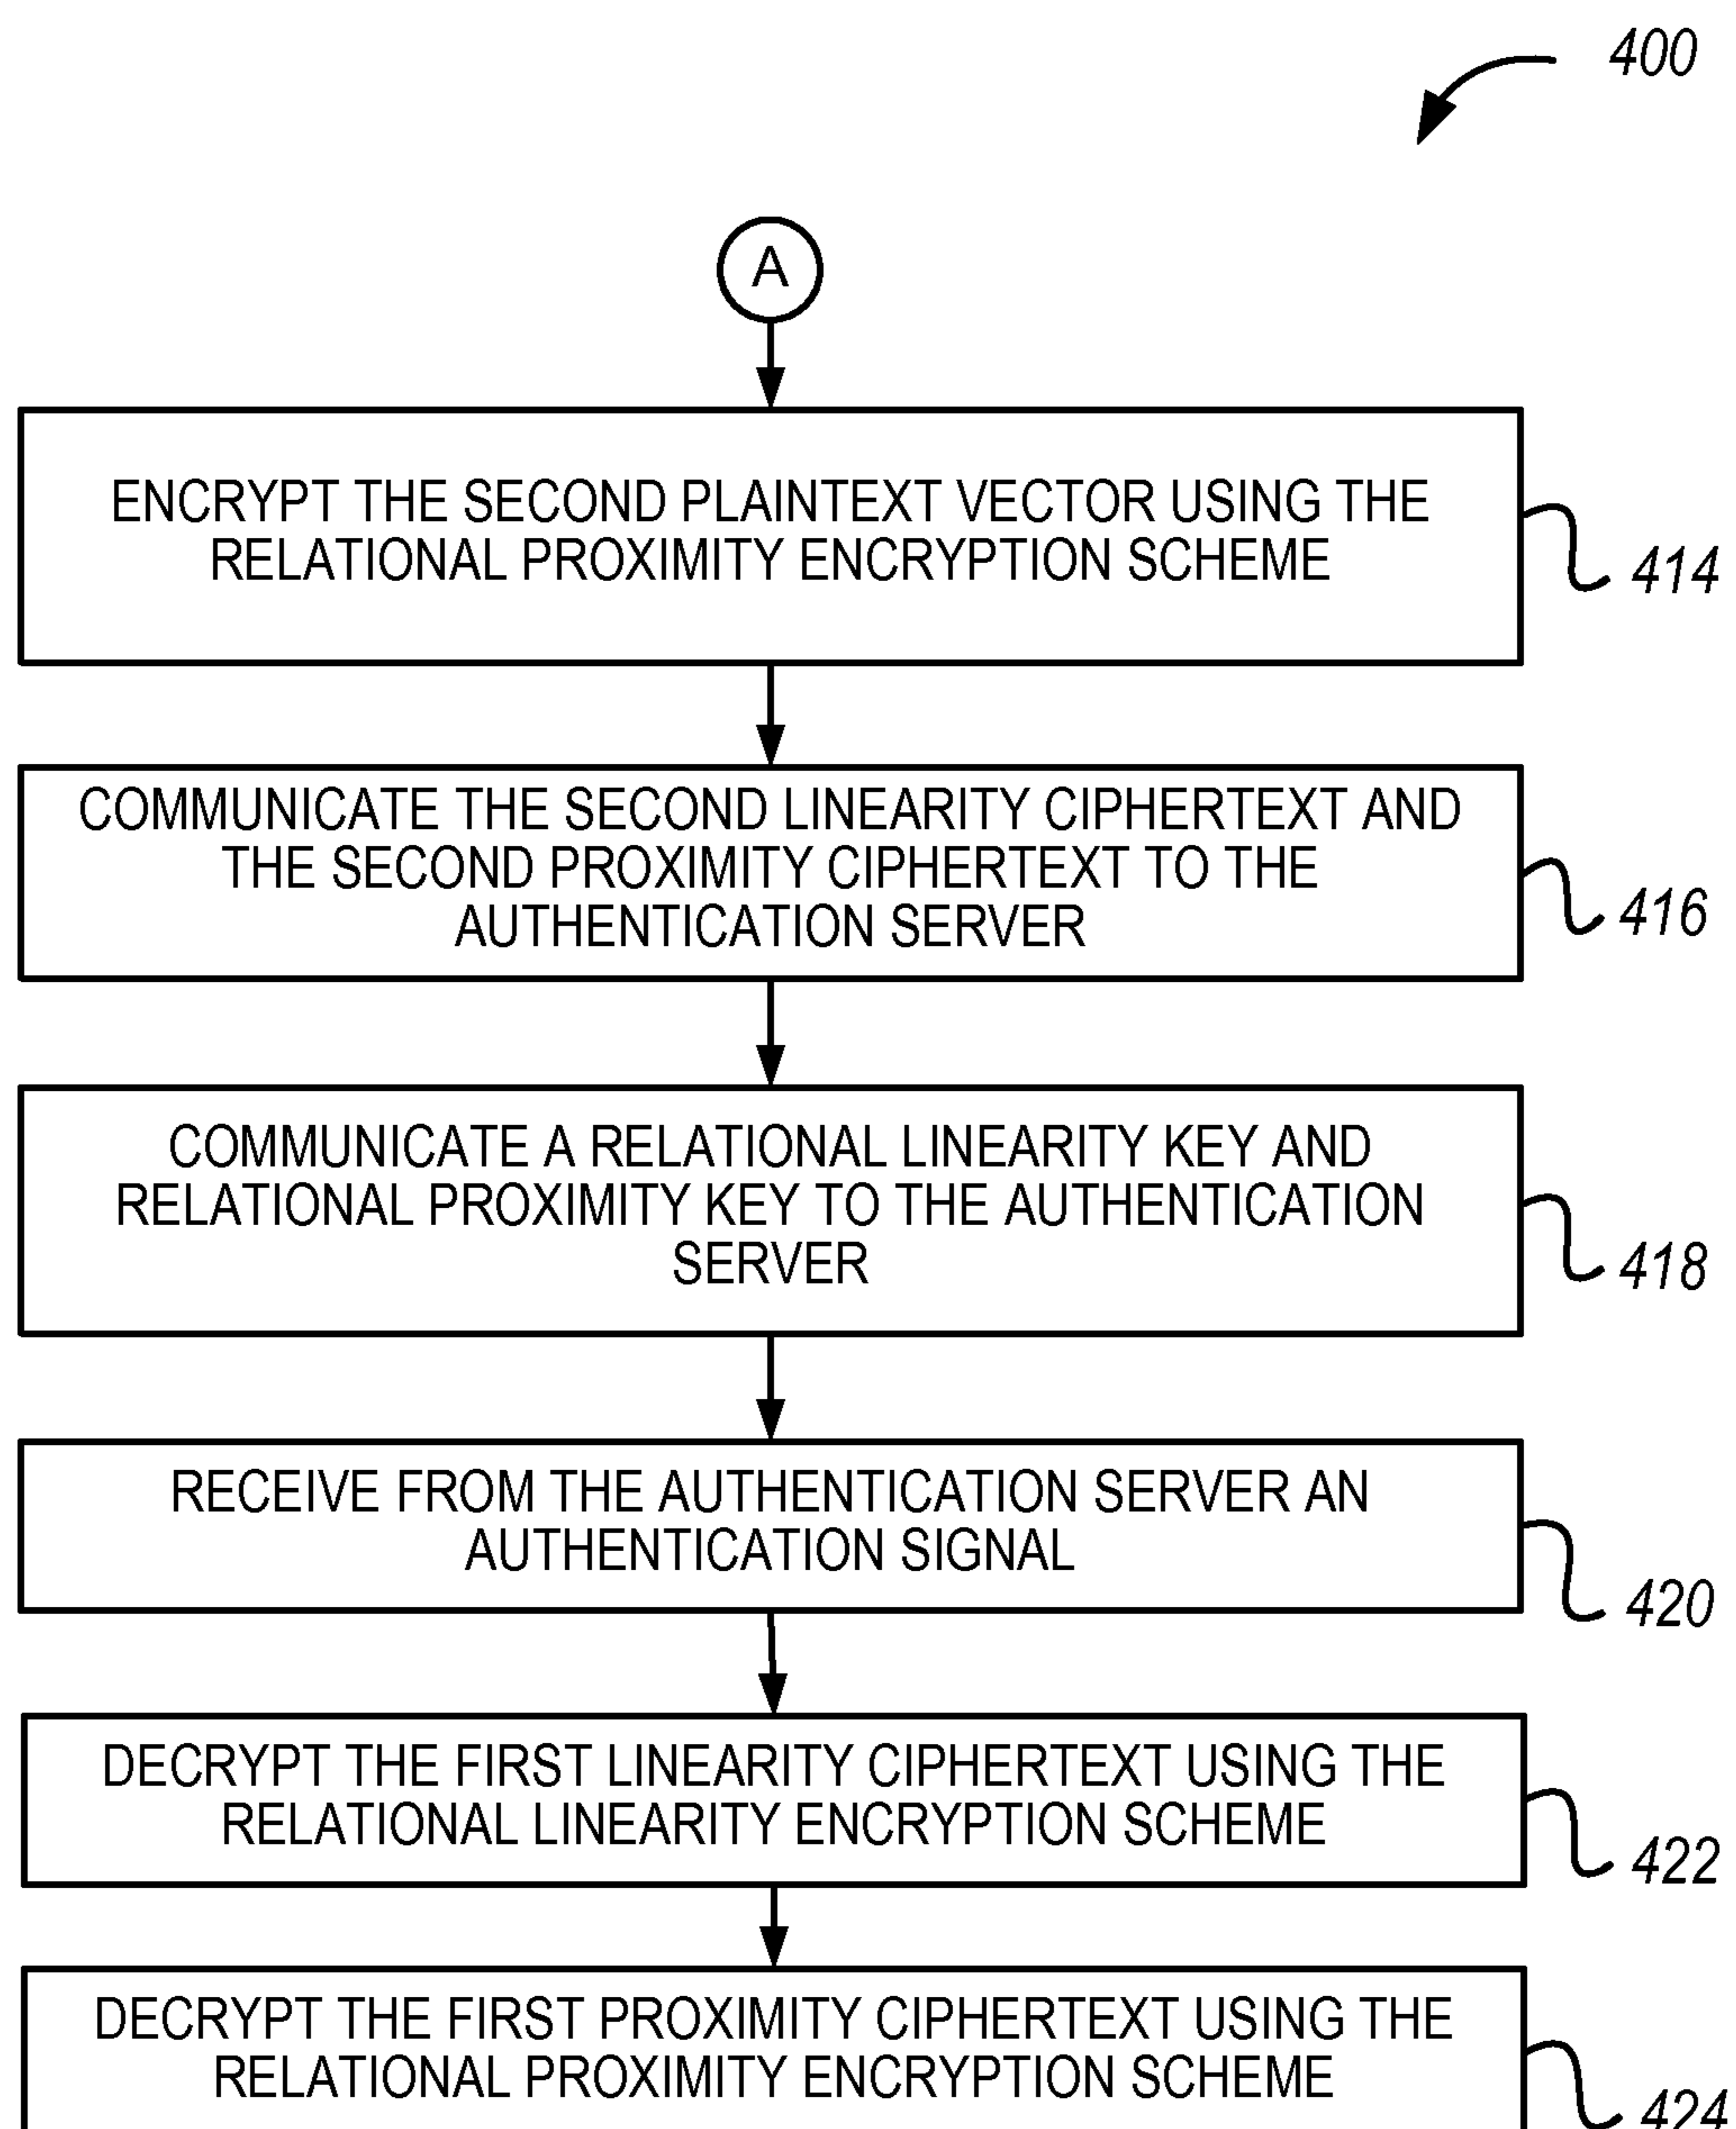 400
A
ENCRYPT THE SECOND PLAINTEXT VECTOR USING THE
RELATIONAL PROXIMITY ENCRYPTION SCHEME
414
COMMUNICATE THE SECOND LINEARITY CIPHERTEXT AND
THE SECOND PROXIMITY CIPHERTEXT TO THE
AUTHENTICATION SERVER
416
COMMUNICATE A RELATIONAL LINEARITY KEY AND
RELATIONAL PROXIMITY KEY TO THE AUTHENTICATION
SERVER
418
RECEIVE FROM THE AUTHENTICATION SERVER AN
AUTHENTICATION SIGNAL
420
DECRYPT THE FIRST LINEARITY CIPHERTEXT USING THE
RELATIONAL LINEARITY ENCRYPTION SCHEME
422
DECRYPT THE FIRST PROXIMITY CIPHERTEXT USING THE
RELATIONAL PROXIMITY ENCRYPTION SCHEME
424